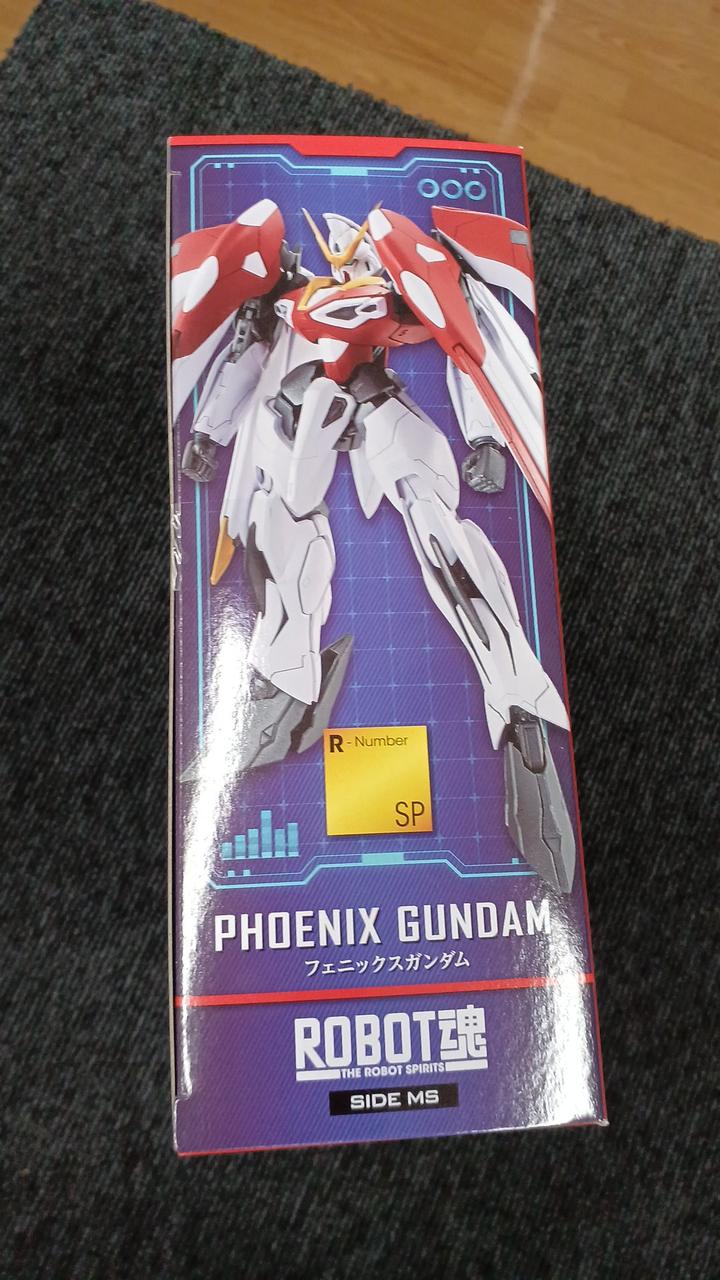 R-Number
SP
PHOENIX GUNDAM
フェニックスガンダム
ROBOT魂
THE ROBOT SPIRITS
SIDE MS